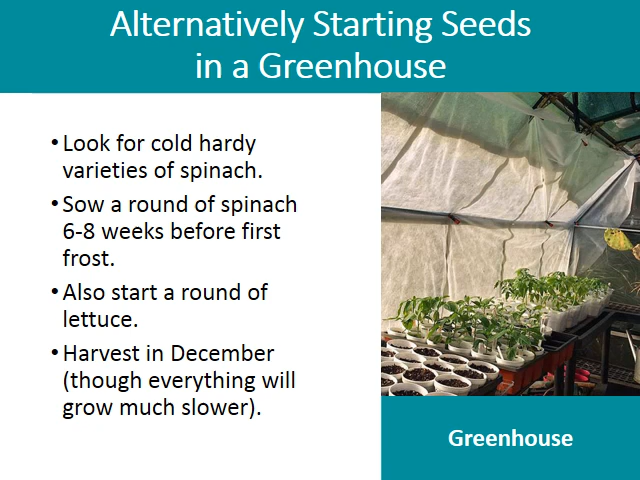 Alternatively Starting Seeds
in a Greenhouse
• Look for cold hardy
varieties of spinach.
• Sow a round of spinach
6-8 weeks before first
frost.
• Also start a round of
lettuce.
• Harvest in December
(though everything will
grow much slower).
Greenhouse